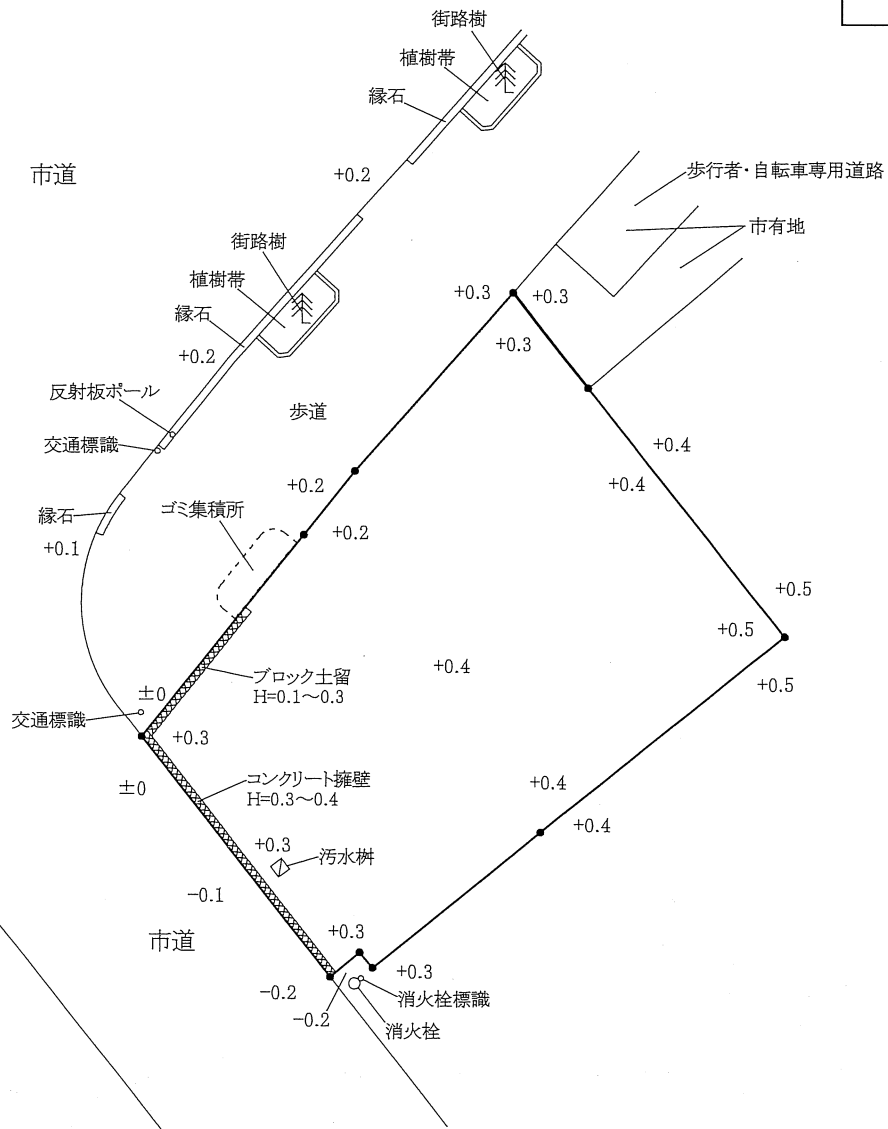 街路樹
植樹帯
縁石
市道
+0.2
歩行者・自転車専用道路
市有地
街路樹
植樹帯
縁石
+0.2
+0.3
+0.3
+0.3
反射板ポール
交通標識
歩道
+0.4
+0.4
縁石
+0.1
ゴミ集積所
+0.2
+0.2
+0.5
+0.5
+0.5
+0.4
ブロック土留
H=0.1～0.3
±0
交通標識
+0.3
±0
コンクリート擁壁
H=0.3～0.4
+0.4
+0.4
+0.3
汚水桝
-0.1
市道
+0.3
+0.3
-0.2
-0.2
消火栓標識
消火栓